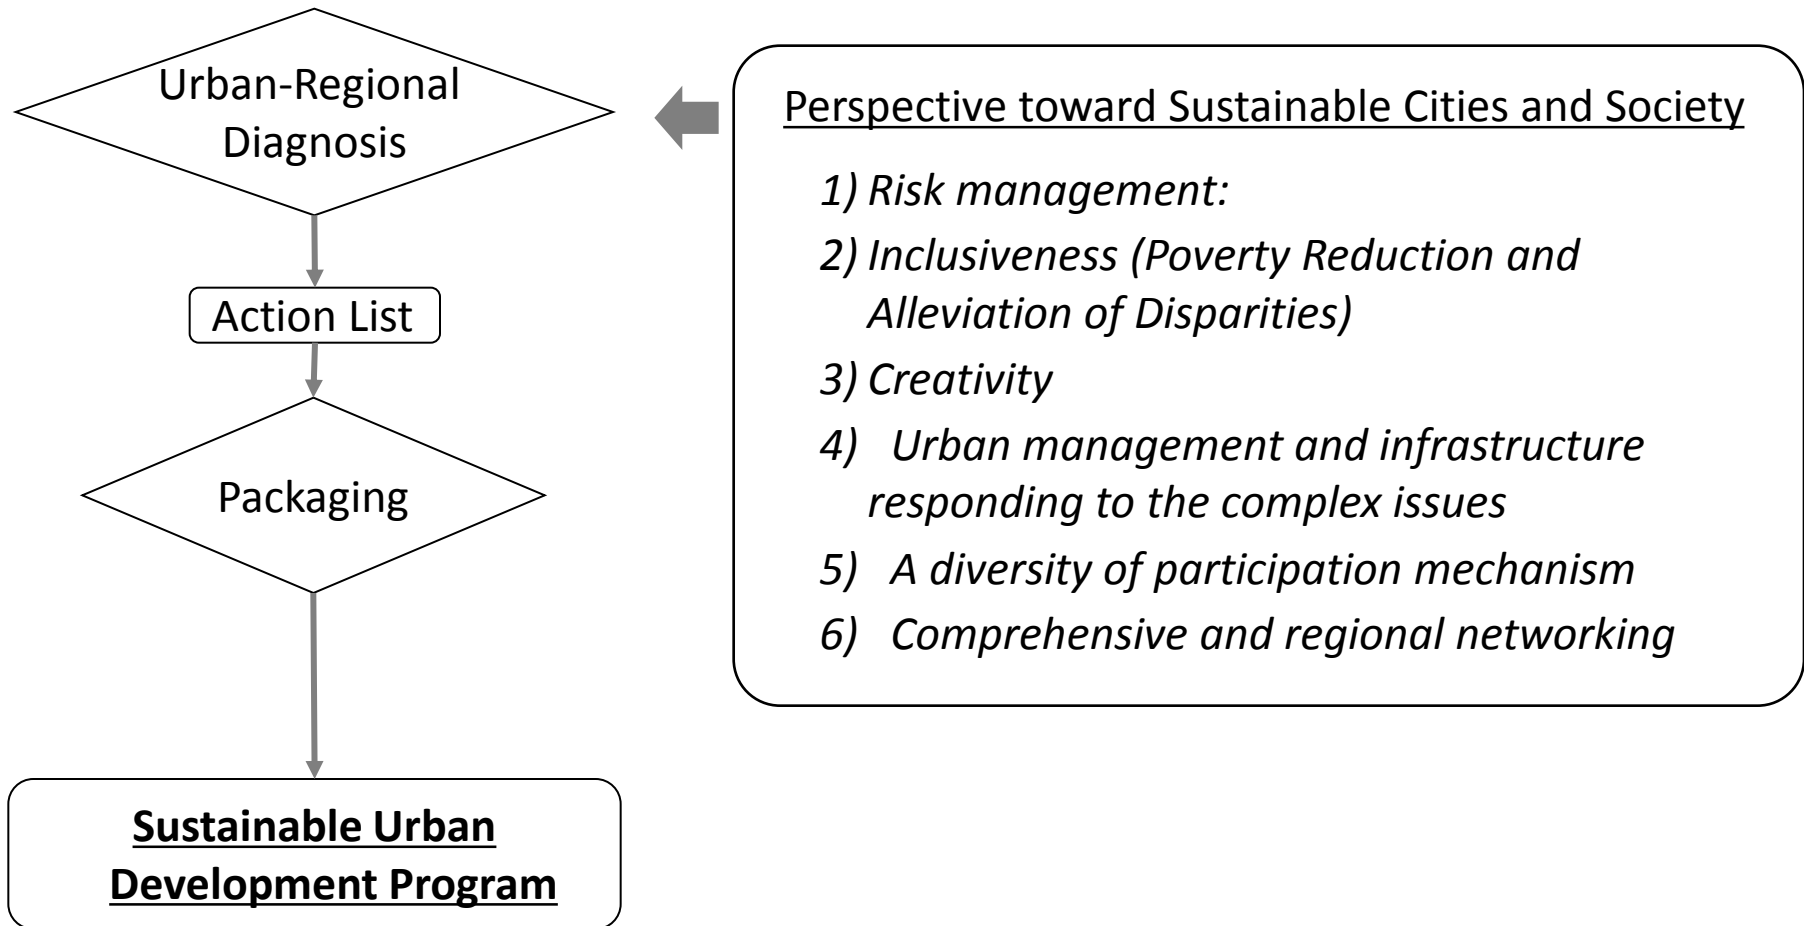 Urban-Regional
Diagnosis
Action List
Packaging
Sustainable Urban
Development Program
Perspective toward Sustainable Cities and Society
1) Risk management:
2) Inclusiveness (Poverty Reduction and
Alleviation of Disparities)
3) Creativity
4) Urban management and infrastructure
responding to the complex issues
5) A diversity of participation mechanism
6) Comprehensive and regional networking